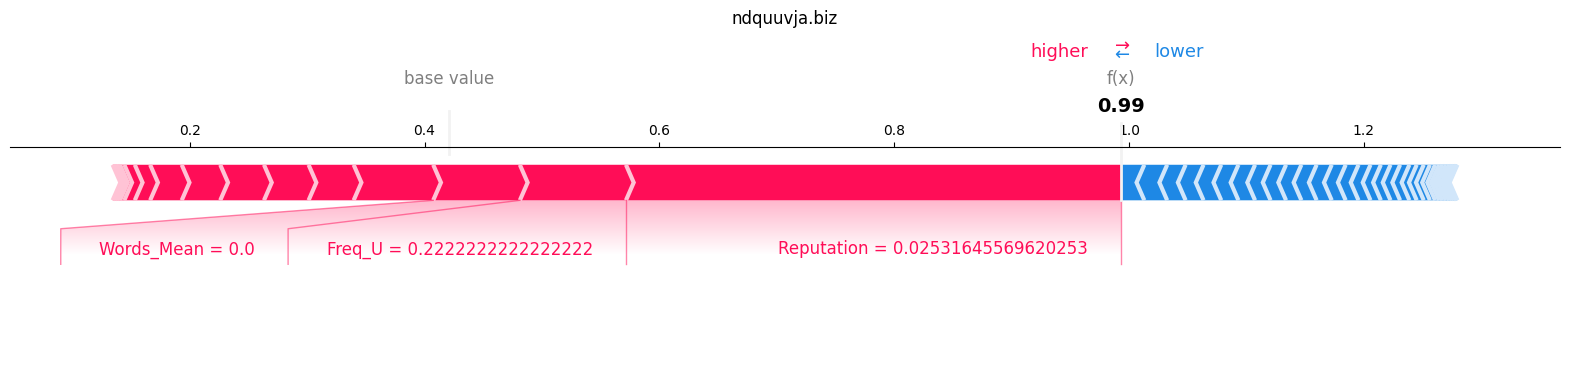 ndquuvja.biz
higher ⇄ lower
base value f(x)
0.99
0.2 0.4 0.6 0.8 1.0 1.2
Words_Mean = 0.0 Freq_U = 0.2222222222222222 Reputation = 0.02531645569620253